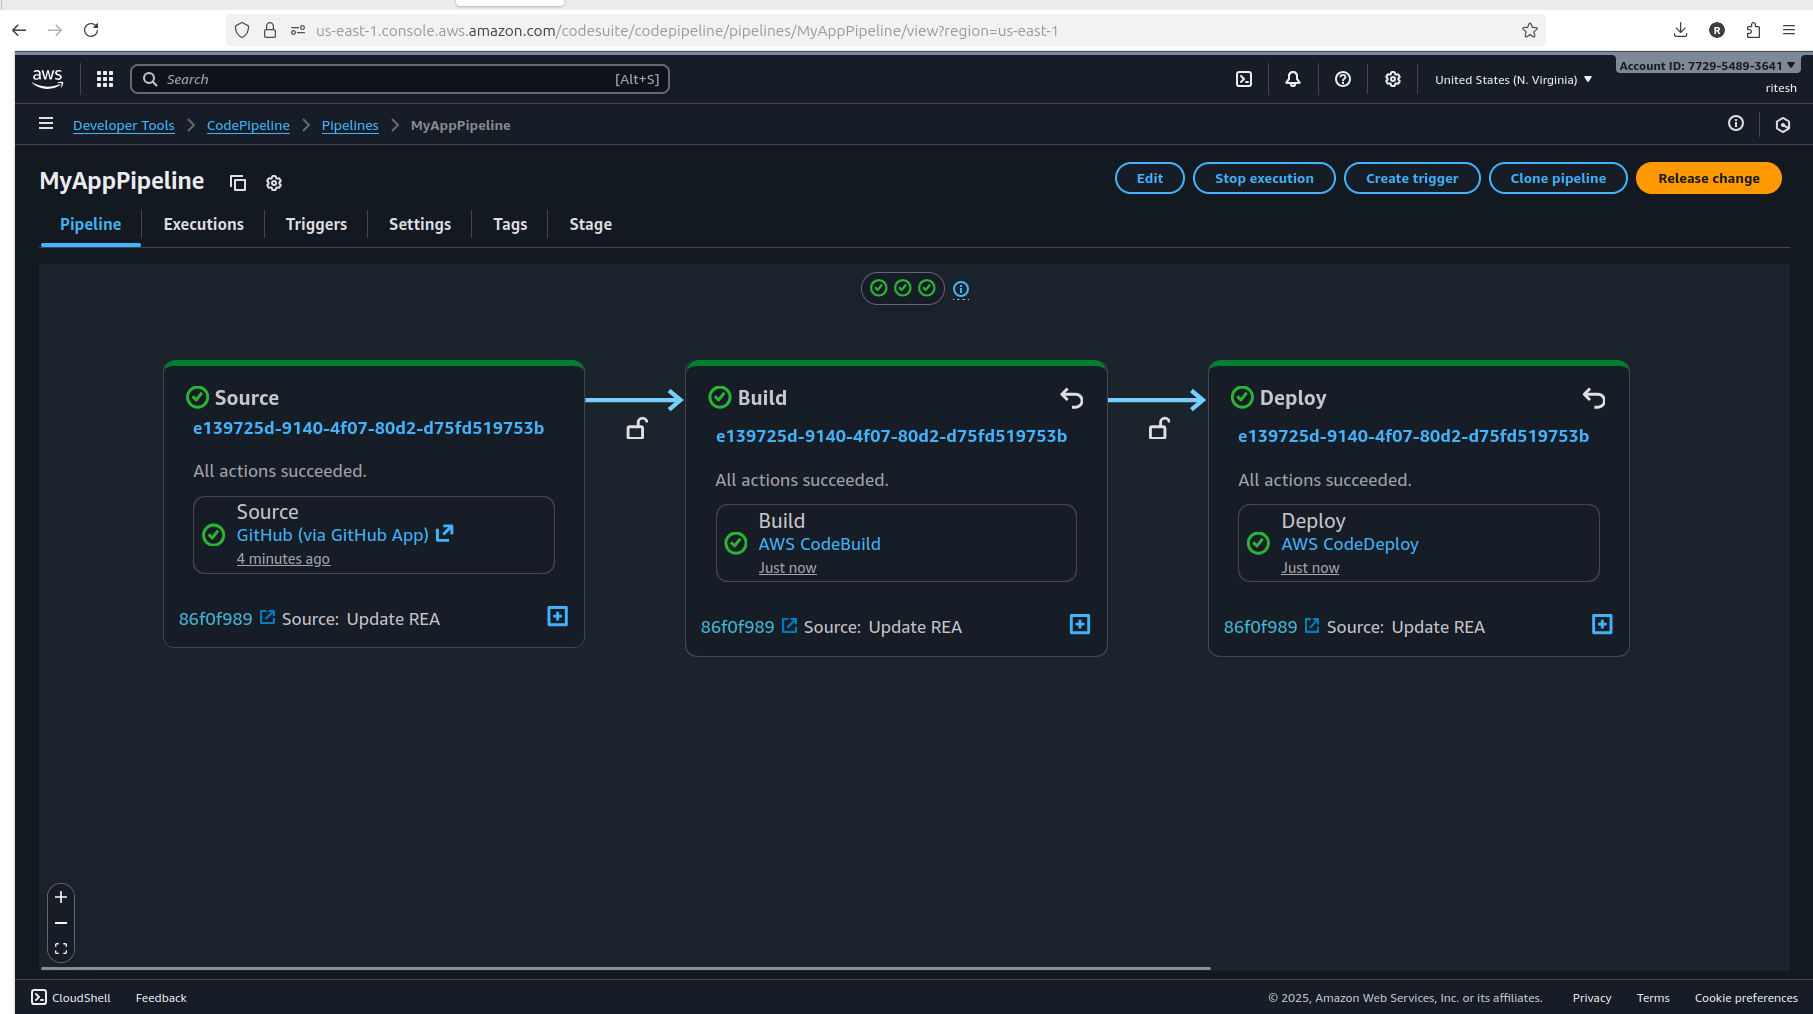 us-east-1.console.aws.amazon.com/codesuite/codepipeline/pipelines/MyAppPipeline/view?region=us-east-1
R
aws
Search
[Alt+S]
United States (N. Virginia)
Account ID: 7729-5489-3641
ritesh
Developer Tools
CodePipeline
Pipelines
MyAppPipeline
MyAppPipeline
Edit
Stop execution
Create trigger
Clone pipeline
Release change
Pipeline
Executions
Triggers
Settings
Tags
Stage
Source
e139725d-9140-4f07-80d2-d75fd519753b
All actions succeeded.
Source
GitHub (via GitHub App)
4 minutes ago
86f0f989 Source: Update REA
Build
e139725d-9140-4f07-80d2-d75fd519753b
All actions succeeded.
Build
AWS CodeBuild
Just now
86f0f989 Source: Update REA
Deploy
e139725d-9140-4f07-80d2-d75fd519753b
All actions succeeded.
Deploy
AWS CodeDeploy
Just now
86f0f989 Source: Update REA
CloudShell
Feedback
© 2025, Amazon Web Services, Inc. or its affiliates.
Privacy
Terms
Cookie preferences